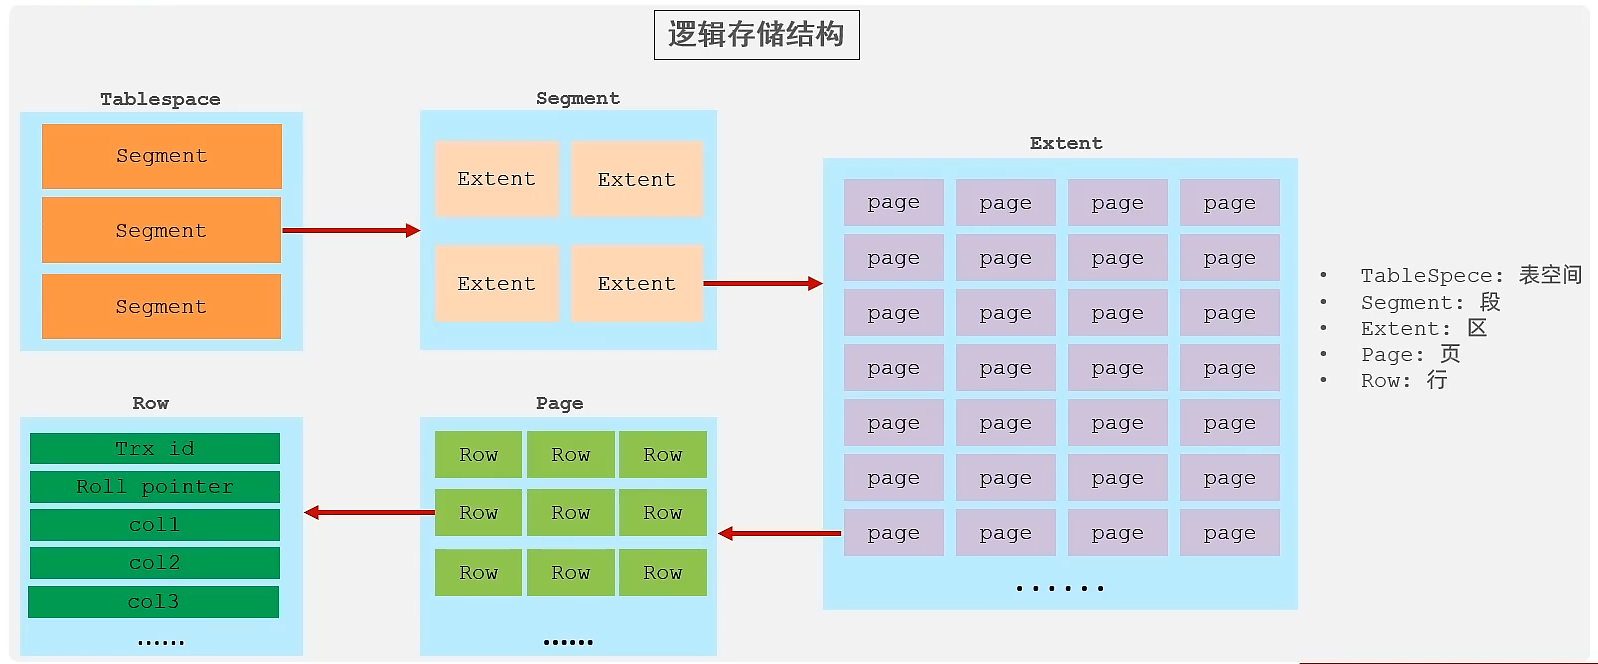 逻辑存储结构
Tablespace
Segment
Segment
Segment
Segment
Extent Extent
Extent Extent
Extent
page page page page
page page page page
page page page page
page page page page
page page page page
page page page page
page page page page
......
Page
Row Row Row
Row Row Row
Row Row Row
......
Row
Trx id
Roll pointer
col1
col2
col3
......
• TableSpece: 表空间
• Segment: 段
• Extent: 区
• Page: 页
• Row: 行